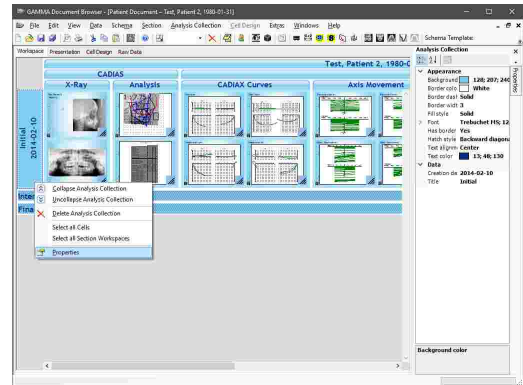 GAMMA Document Browser - [Patient Document – Test, Patient 2, 1980-01-31]
File Edit View Data Schema Section Analysis Collection Cell Design Extras Windows Help
Schema Template:
Workspace Presentation Cell Design Raw Data
Test, Patient 2, 1980-0
CADIAS
X-Ray Analysis CADIAX Curves Axis Movement
Initial
2014-02-10
Inter
Fina
Collapse Analysis Collection
Uncollapse Analysis Collection
Delete Analysis Collection
Select all Cells
Select all Section Workspaces
Properties
Analysis Collection
Properties
Appearance
Background 128; 207; 240
Border colo White
Border dash Solid
Border widt 3
Fill style Solid
Font Trebuchet MS; 12
Has border Yes
Hatch style Backward diagona
Text alignm Center
Text color 13; 48; 130
Data
Creation de 2014-02-10
Title Initial
Background color